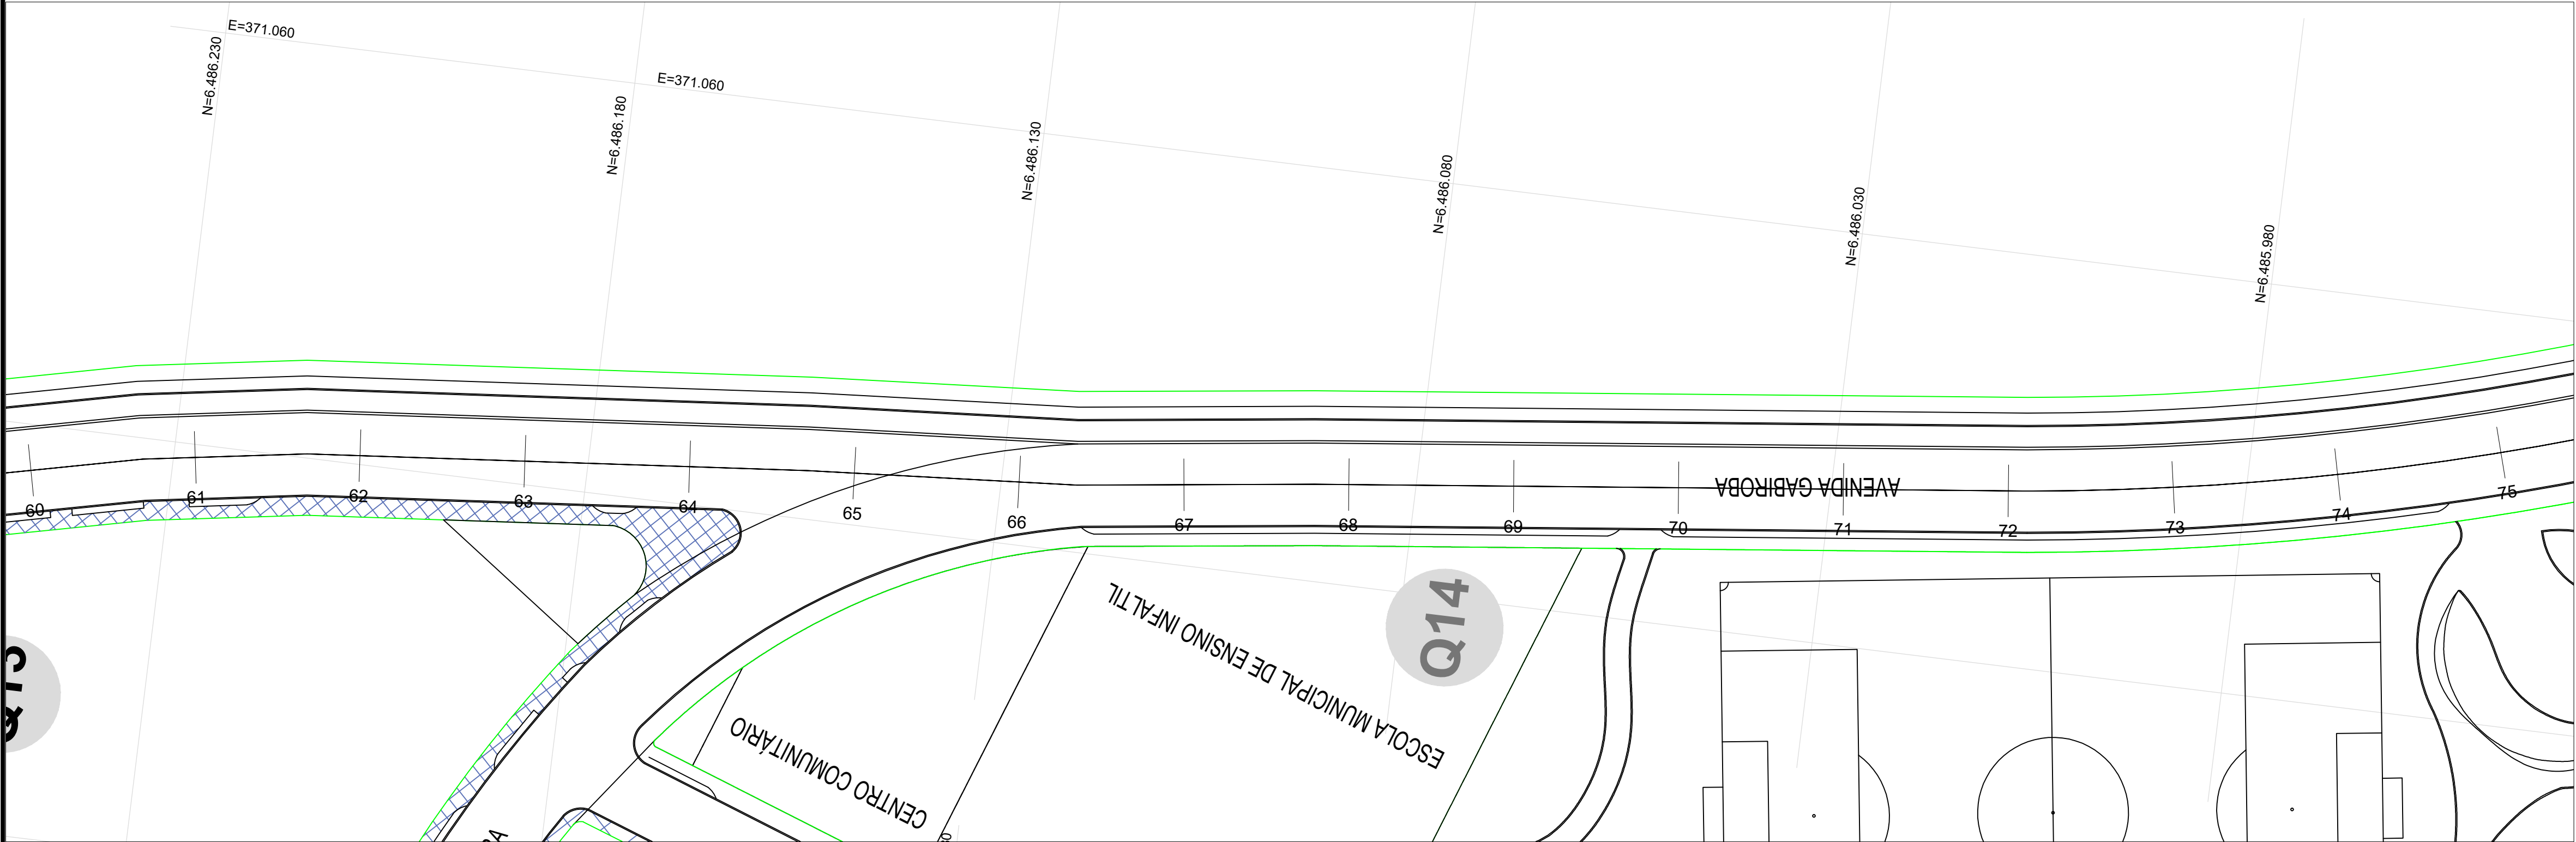 E=371.060
N=6.486.230
E=371.060
N=6.486.180
N=6.486.130
N=6.486.080
N=6.486.030
N=6.485.980
60
61
62
63
64
65
66
67
68
69
70
71
72
73
74
75
AVENIDA GABIROBA
ESCOLA MUNICIPAL DE ENSINO INFALTIL
Q14
CENTRO COMUNITÁRIO